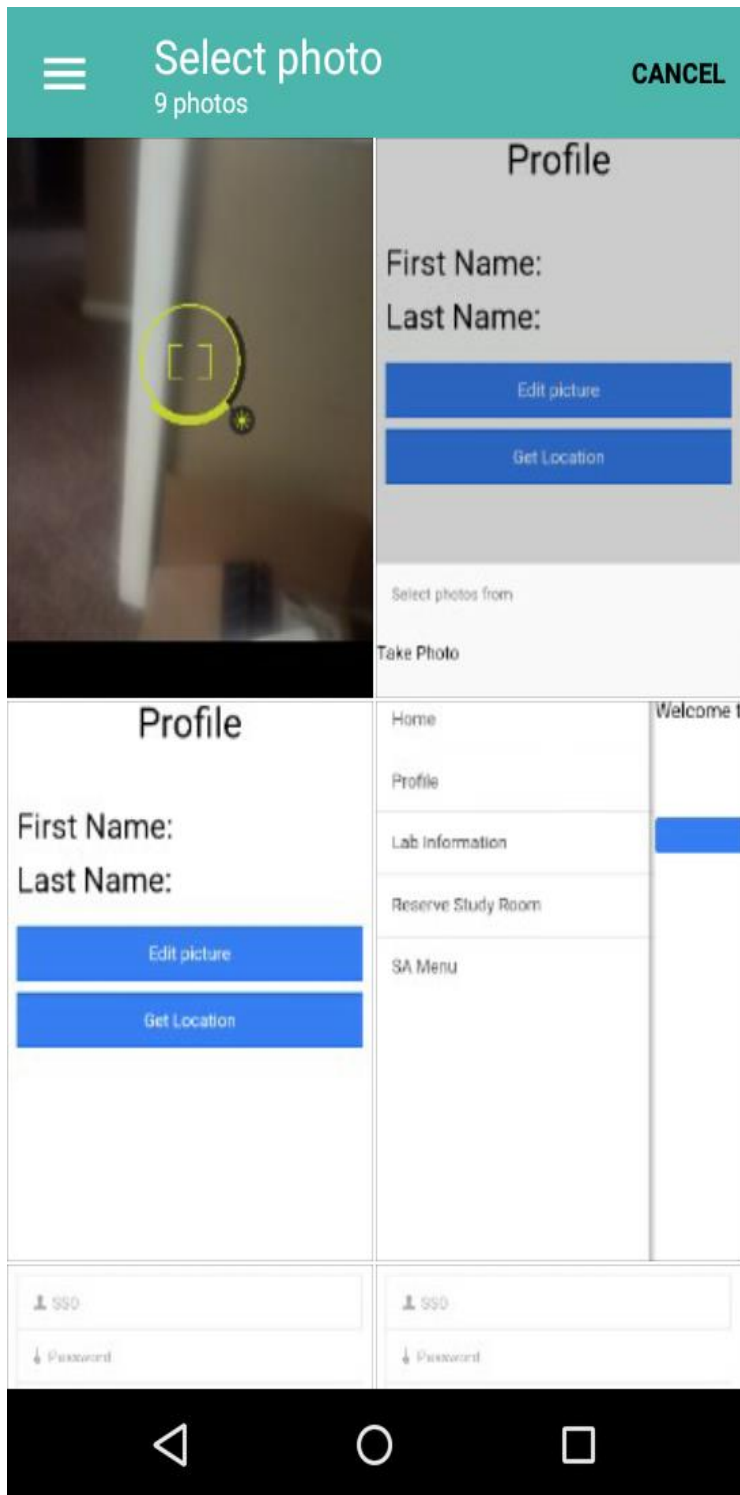 Select photo
9 photos
CANCEL
Profile
First Name:
Last Name:
Edit picture
Get Location
Select photos from
Take Photo
Profile
First Name:
Last Name:
Edit picture
Get Location
Home
Profile
Lab Information
Reserve Study Room
SA Menu
Welcome t
SSO
Password
SSO
Password